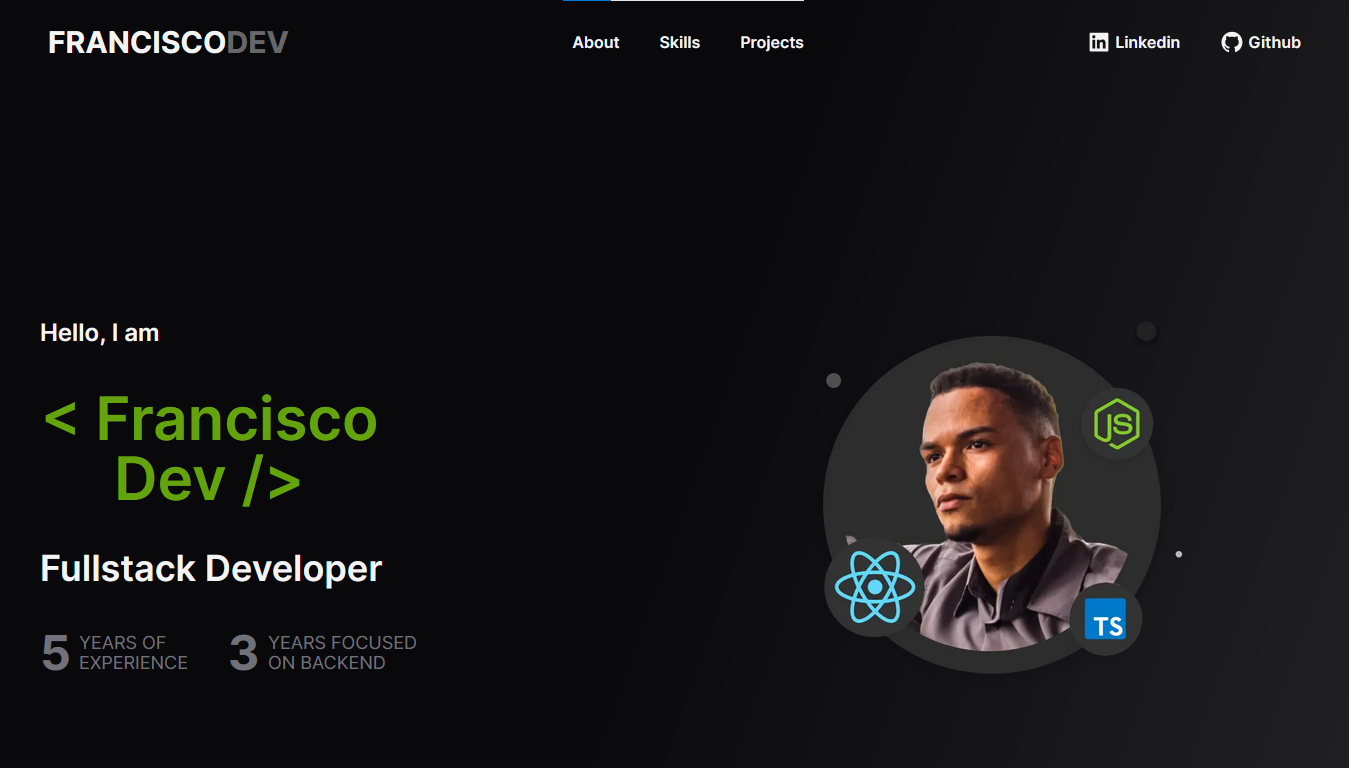 FRANCISCODEV
About Skills Projects
Linkedin Github
Hello, I am
< Francisco
Dev />
Fullstack Developer
5 YEARS OF
EXPERIENCE
3 YEARS FOCUSED
ON BACKEND
JS
TS